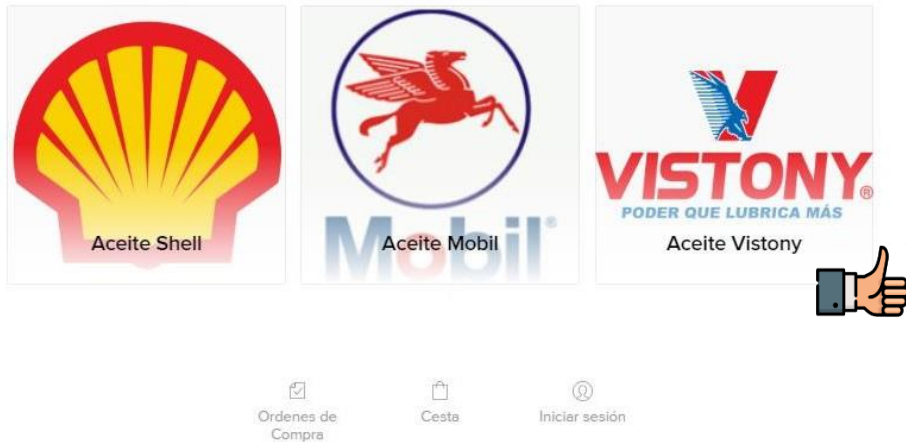 VISTONY®
PODER QUE LUBRICA MÁS
Aceite Shell
Mobil®
Aceite Mobil
Aceite Vistony
Ordenes de
Compra
Cesta
Iniciar sesión